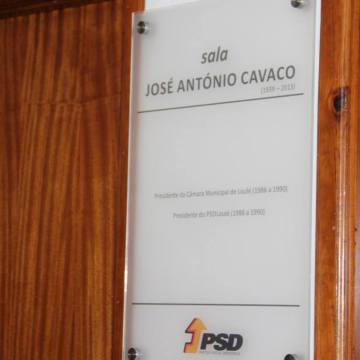 sala
JOSÉ ANTÓNIO CAVACO
(1939 – 2013)
Presidente da Câmara Municipal de Loulé (1986 a 1990)
Presidente do PSD/Loulé (1988 a 1990)
PSD